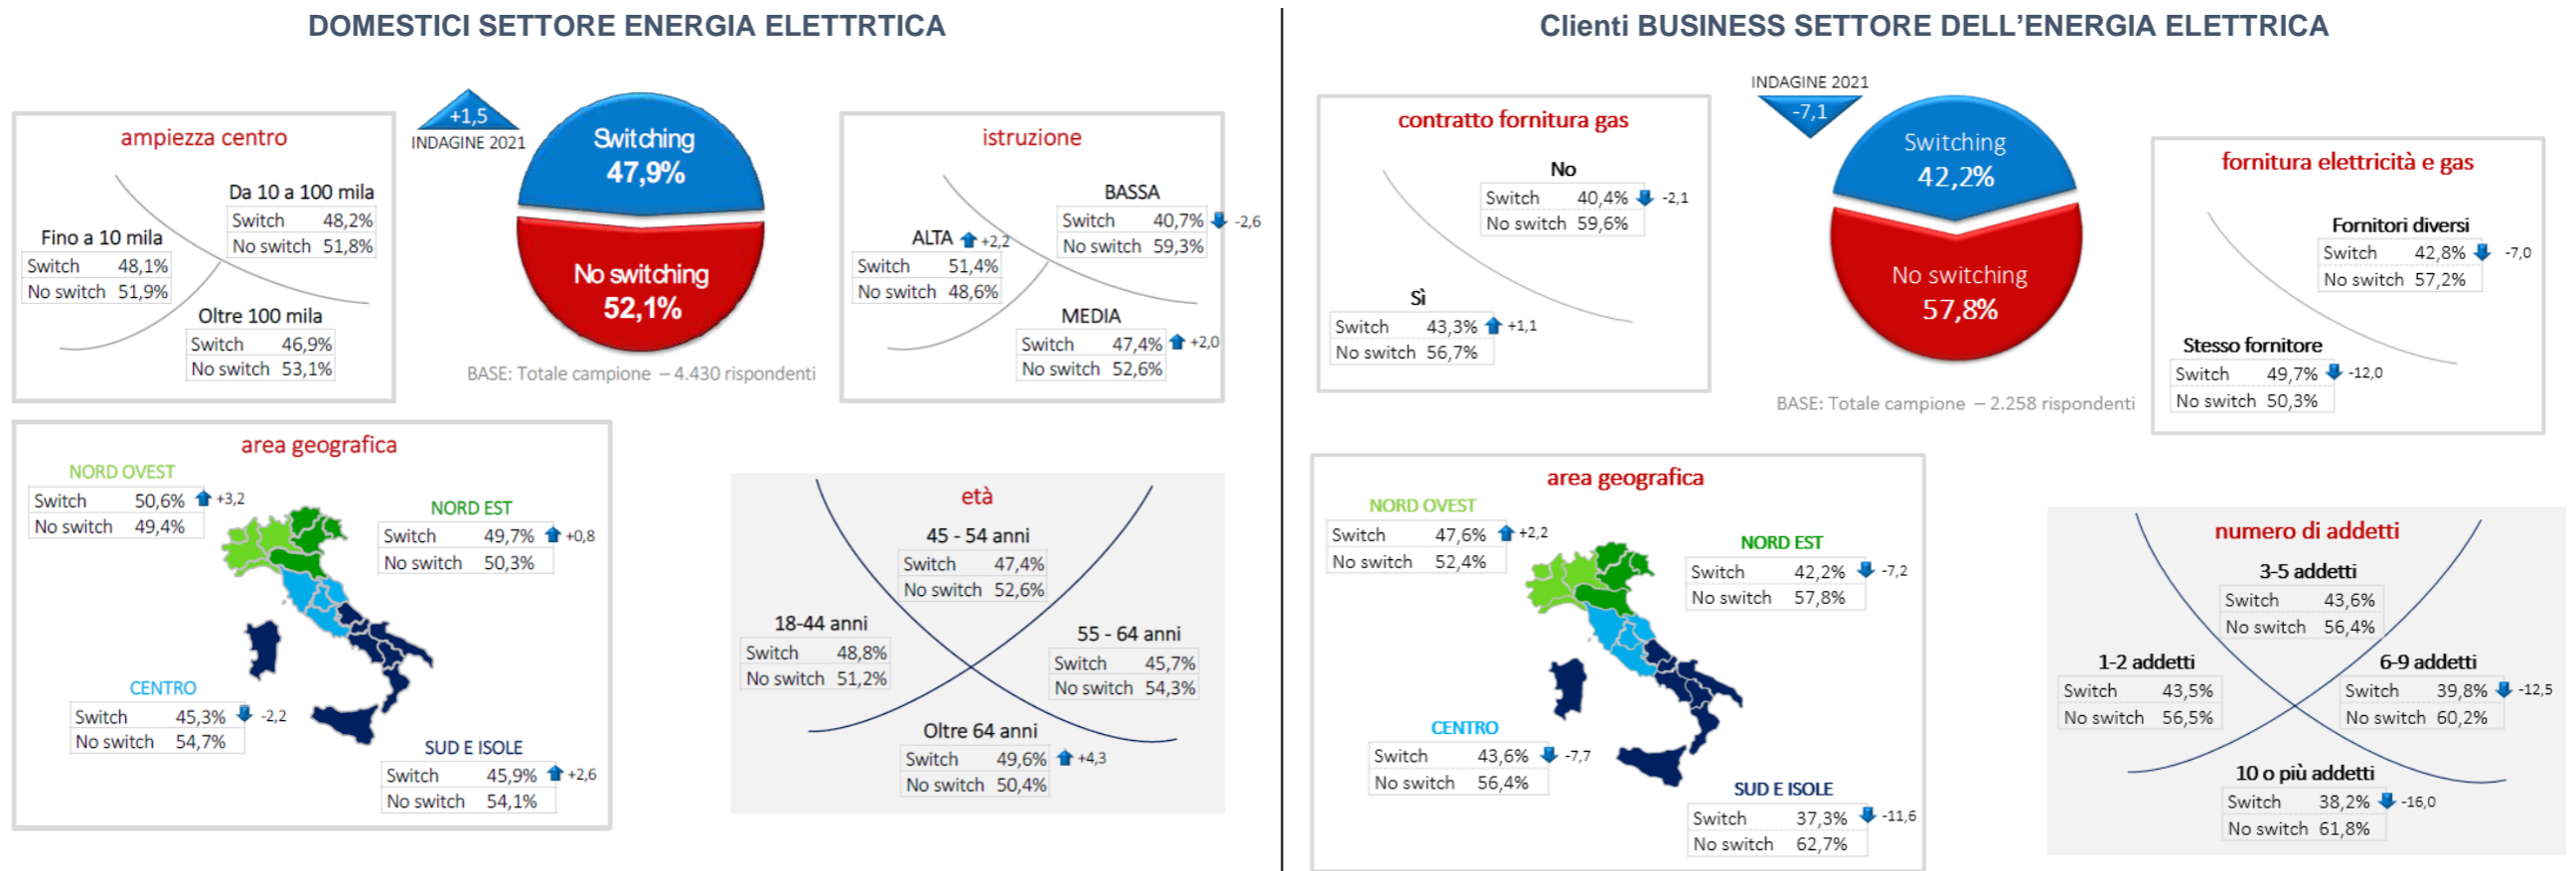 DOMESTICI SETTORE ENERGIA ELETTRTICA
+1,5
INDAGINE 2021
Switching
47,9%
No switching
52,1%
BASE: Totale campione – 4.430 rispondenti
ampiezza centro
Da 10 a 100 mila
Switch 48,2%
No switch 51,8%
Fino a 10 mila
Switch 48,1%
No switch 51,9%
Oltre 100 mila
Switch 46,9%
No switch 53,1%
istruzione
BASSA
Switch 40,7% -2,6
No switch 59,3%
ALTA +2,2
Switch 51,4%
No switch 48,6%
MEDIA
Switch 47,4% +2,0
No switch 52,6%
area geografica
NORD OVEST
Switch 50,6% +3,2
No switch 49,4%
NORD EST
Switch 49,7% +0,8
No switch 50,3%
CENTRO
Switch 45,3% -2,2
No switch 54,7%
SUD E ISOLE
Switch 45,9% +2,6
No switch 54,1%
età
45 - 54 anni
Switch 47,4%
No switch 52,6%
18-44 anni
Switch 48,8%
No switch 51,2%
55 - 64 anni
Switch 45,7%
No switch 54,3%
Oltre 64 anni
Switch 49,6% +4,3
No switch 50,4%
Clienti BUSINESS SETTORE DELL’ENERGIA ELETTRICA
INDAGINE 2021
-7,1
Switching
42,2%
No switching
57,8%
BASE: Totale campione – 2.258 rispondenti
contratto fornitura gas
No
Switch 40,4% -2,1
No switch 59,6%
Sì
Switch 43,3% +1,1
No switch 56,7%
fornitura elettricità e gas
Fornitori diversi
Switch 42,8% -7,0
No switch 57,2%
Stesso fornitore
Switch 49,7% -12,0
No switch 50,3%
area geografica
NORD OVEST
Switch 47,6% +2,2
No switch 52,4%
NORD EST
Switch 42,2% -7,2
No switch 57,8%
CENTRO
Switch 43,6% -7,7
No switch 56,4%
SUD E ISOLE
Switch 37,3% -11,6
No switch 62,7%
numero di addetti
3-5 addetti
Switch 43,6%
No switch 56,4%
1-2 addetti
Switch 43,5%
No switch 56,5%
6-9 addetti
Switch 39,8% -12,5
No switch 60,2%
10 o più addetti
Switch 38,2% -16,0
No switch 61,8%